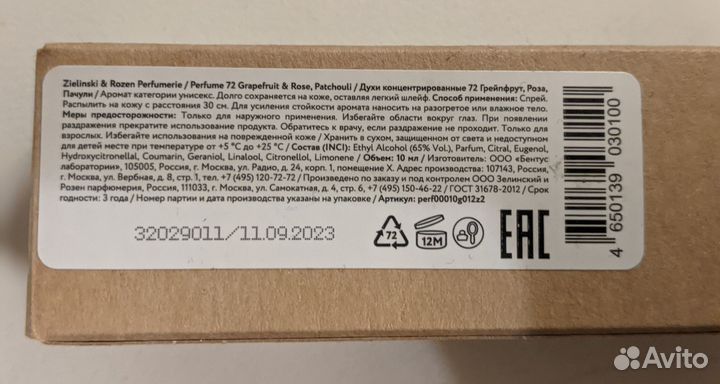 Zielinski & Rozen Perfumerie / Perfume 72 Grapefruit & Rose, Patchouli / Духи концентрированные 72 Грейпфрут, Роза,
Пачули / Аромат категории унисекс. Долго сохраняется на коже, оставляя легкий шлейф. Способ применения: Спрей.
Распылить на кожу с расстояния 30 см. Для усиления стойкости аромата наносить на разогретое или влажное тело.
Меры предосторожности: Только для наружного применения. Избегайте области вокруг глаз. При появлении
раздражения прекратите использование продукта. Обратитесь к врачу, если раздражение не проходит. Только для
взрослых. Избегайте использования на поврежденной коже / Хранить в сухом, защищенном от света и недоступном
для детей месте при температуре от +5 °C до +25 °C / Состав (INCI): Ethyl Alcohol (65% Vol.), Parfum, Citral, Eugenol,
Hydroxycitronellal, Coumarin, Geraniol, Linalool, Citronellol, Limonene / Объем: 10 мл / Изготовитель: ООО «Бентус
лаборатории», 105005, Россия, г. Москва, ул. Радио, д. 24, корп. 1, помещение X. Адрес производства: 107143, Россия,
г. Москва, ул. Вербная, д. 8, стр. 1, тел. +7 (495) 120-72-72 / Произведено по заказу и под контролем ООО Зелинский и
Розен парфюмерия, Россия, 111033, г. Москва, ул. Самокатная, д. 4, стр. 6, +7 (495) 150-46-22 / ГОСТ 31678-2012 / Срок
годности: 3 года / Номер партии и дата производства указаны на упаковке / Артикул: perf00010g012z2
32029011/11.09.2023
72
12M
EAC
4 650139 030100
Avito